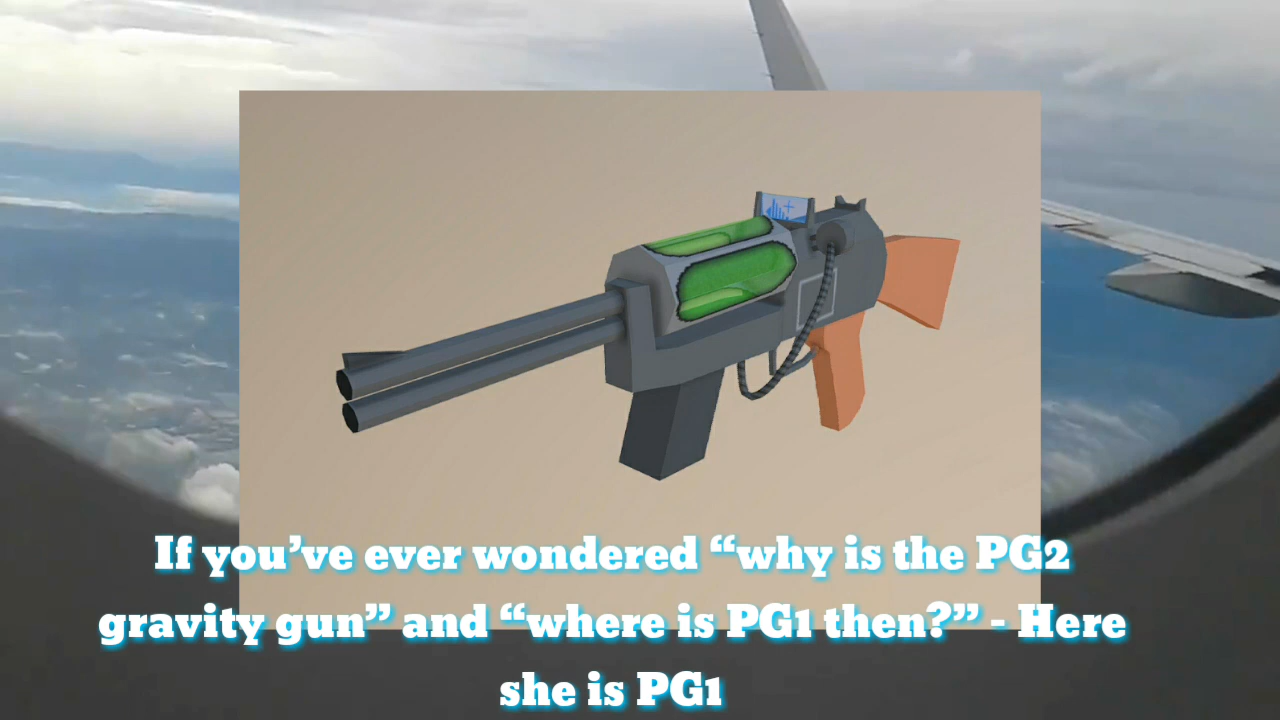 If you’ve ever wondered “why is the PG2
gravity gun” and “where is PG1 then?” - Here
she is PG1